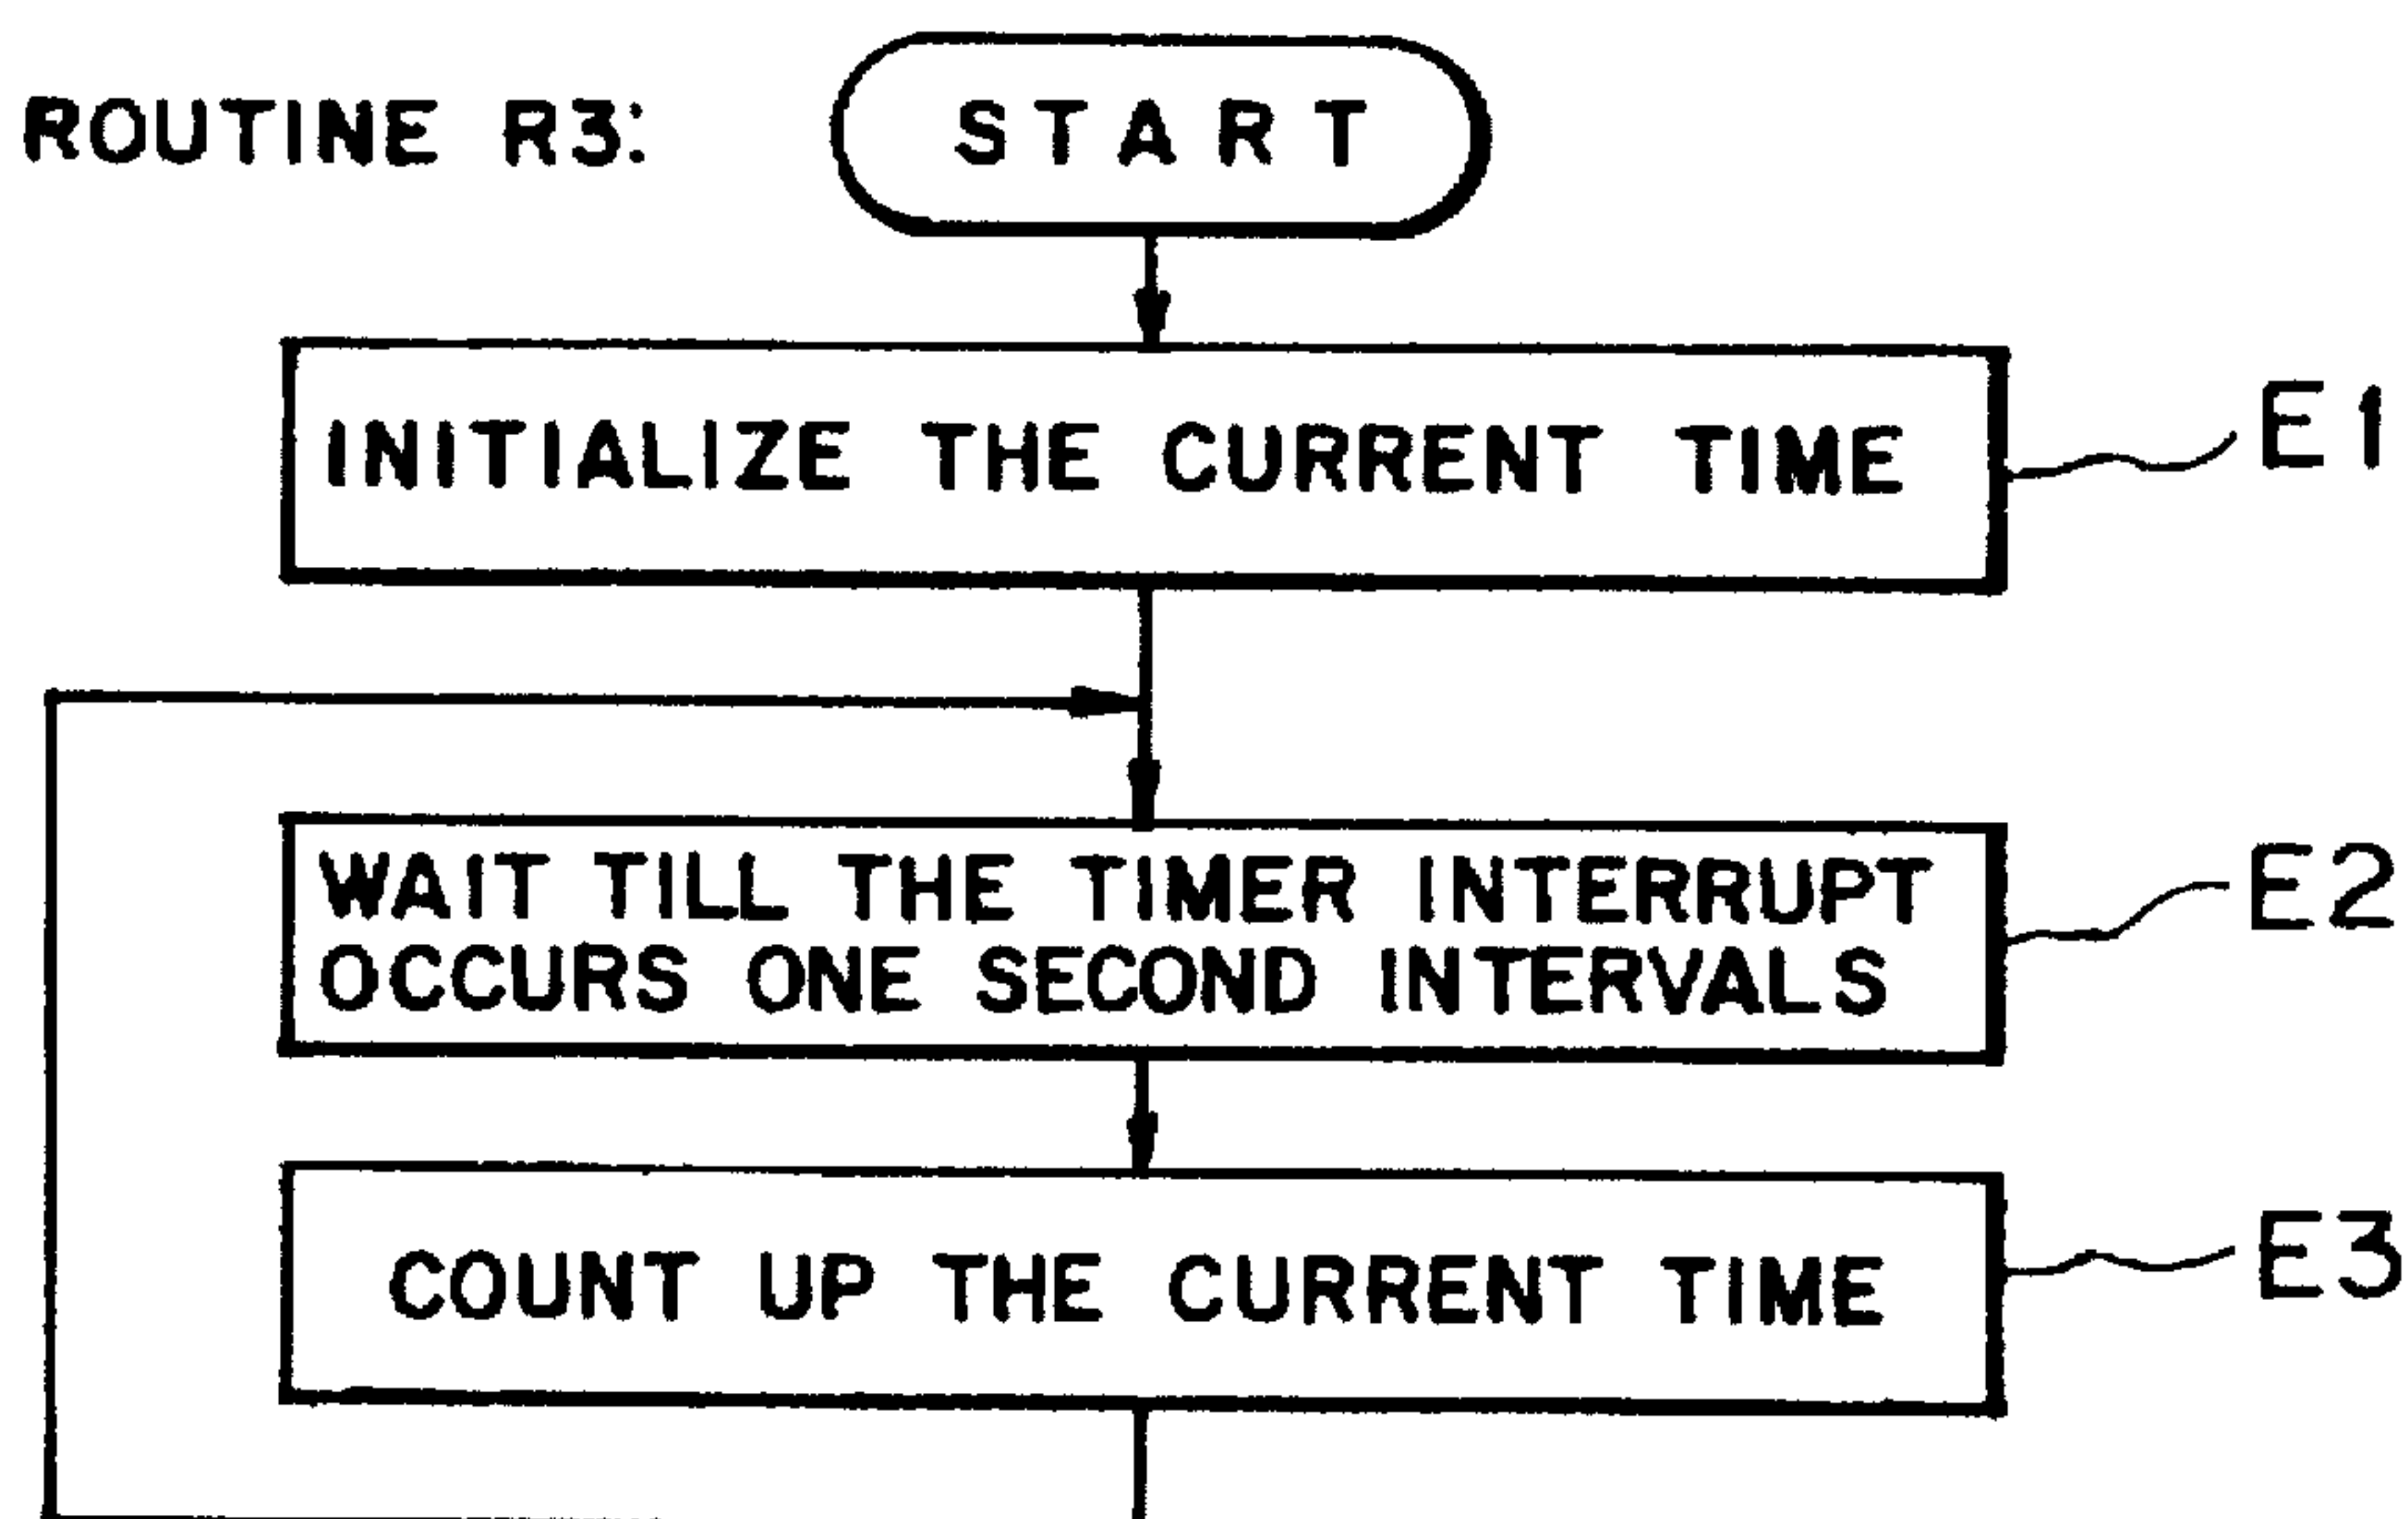 ROUTINE R3:
START
INITIALIZE THE CURRENT TIME
E1
WAIT TILL THE TIMER INTERRUPT
OCCURS ONE SECOND INTERVALS
E2
COUNT UP THE CURRENT TIME
E3